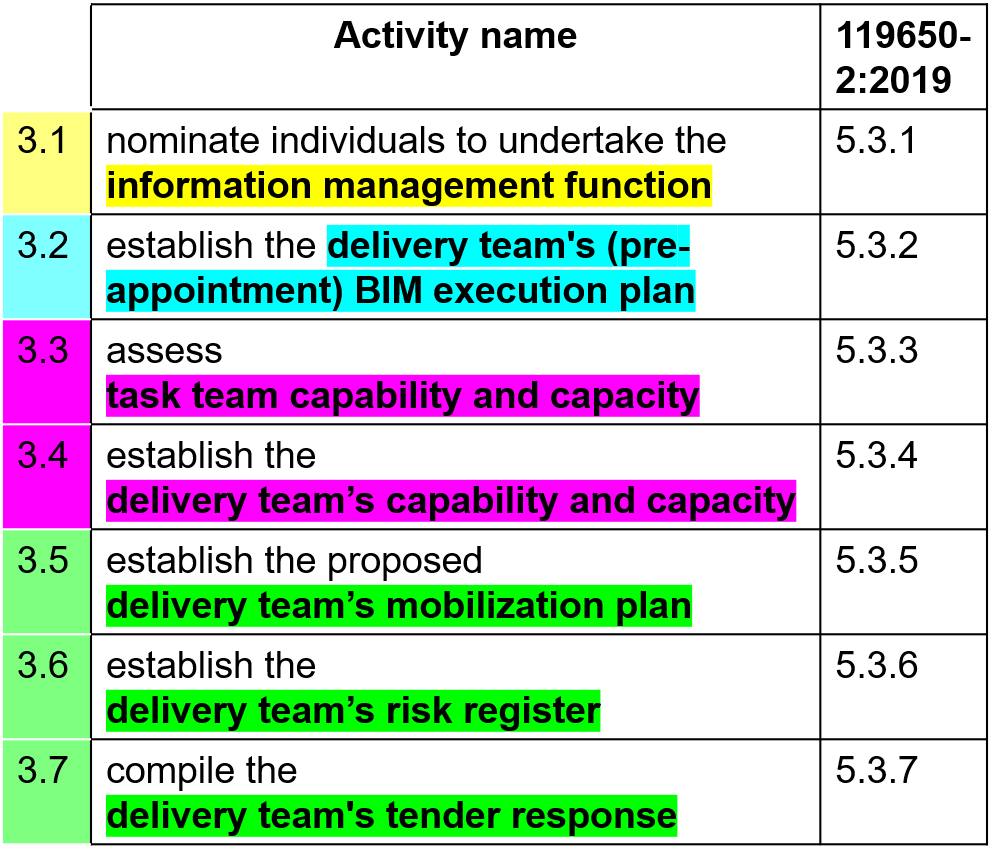 Activity name 119650-
2:2019
3.1 nominate individuals to undertake the 5.3.1
information management function
3.2 establish the delivery team's (pre- 5.3.2
appointment) BIM execution plan
3.3 assess 5.3.3
task team capability and capacity
3.4 establish the 5.3.4
delivery team’s capability and capacity
3.5 establish the proposed 5.3.5
delivery team’s mobilization plan
3.6 establish the 5.3.6
delivery team’s risk register
3.7 compile the 5.3.7
delivery team's tender response